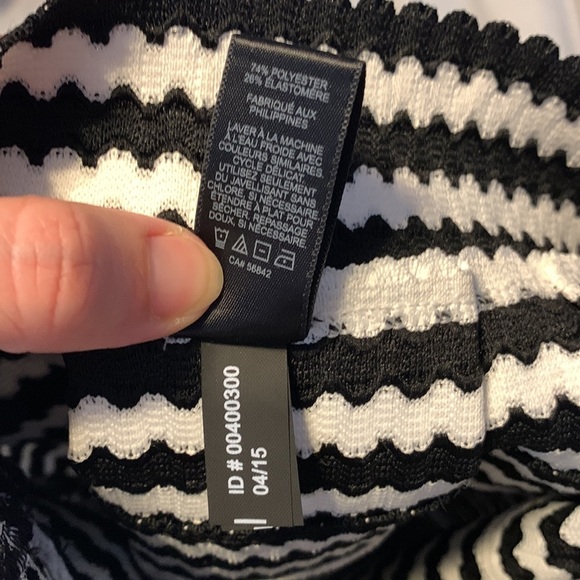 74% POLYESTER
26% ÉLASTOMÈRE
FABRIQUÉ AUX
PHILIPPINES
LAVER À LA MACHINE
À L'EAU FROIDE AVEC
COULEURS SIMILAIRES.
CYCLE DÉLICAT.
UTILISEZ SEULEMENT
DU JAVELLISANT SANS
CHLORE SI NÉCESSAIRE.
ÉTENDRE À PLAT POUR
SÉCHER. REPASSAGE
DOUX SI NÉCESSAIRE.
CA# 56842
ID # 00400300
04/15